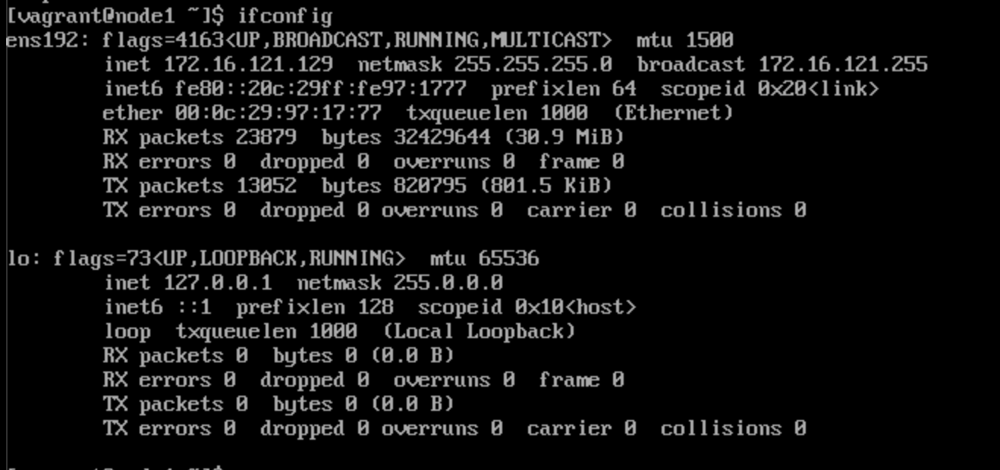 [vagrant@node1 ~]$ ifconfig
ens192: flags=4163<UP,BROADCAST,RUNNING,MULTICAST>  mtu 1500
        inet 172.16.121.129  netmask 255.255.255.0  broadcast 172.16.121.255
        inet6 fe80::20c:29ff:fe97:1777  prefixlen 64  scopeid 0x20<link>
        ether 00:0c:29:97:17:77  txqueuelen 1000  (Ethernet)
        RX packets 23879  bytes 32429644 (30.9 MiB)
        RX errors 0  dropped 0  overruns 0  frame 0
        TX packets 13052  bytes 820795 (801.5 KiB)
        TX errors 0  dropped 0 overruns 0  carrier 0  collisions 0

lo: flags=73<UP,LOOPBACK,RUNNING>  mtu 65536
        inet 127.0.0.1  netmask 255.0.0.0
        inet6 ::1  prefixlen 128  scopeid 0x10<host>
        loop  txqueuelen 1000  (Local Loopback)
        RX packets 0  bytes 0 (0.0 B)
        RX errors 0  dropped 0  overruns 0  frame 0
        TX packets 0  bytes 0 (0.0 B)
        TX errors 0  dropped 0 overruns 0  carrier 0  collisions 0